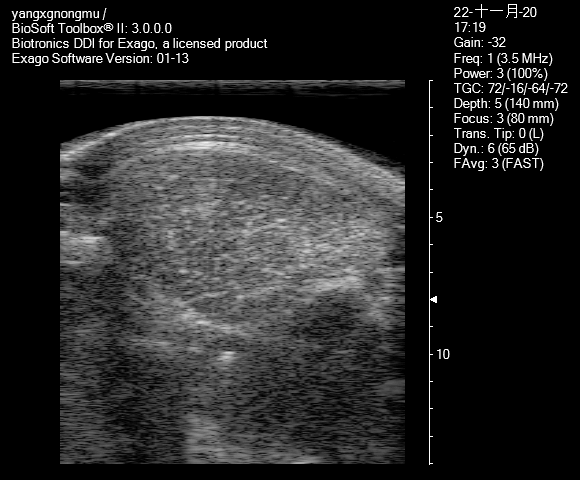 yangxgnongmu /
BioSoft Toolbox® II: 3.0.0.0
Biotronics DDI for Exago, a licensed product
Exago Software Version: 01-13
22-十一月-20
17:19
Gain: -32
Freq: 1 (3.5 MHz)
Power: 3 (100%)
TGC: 72/-16/-64/-72
Depth: 5 (140 mm)
Focus: 3 (80 mm)
Trans. Tip: 0 (L)
Dyn.: 6 (65 dB)
FAvg: 3 (FAST)
5
10